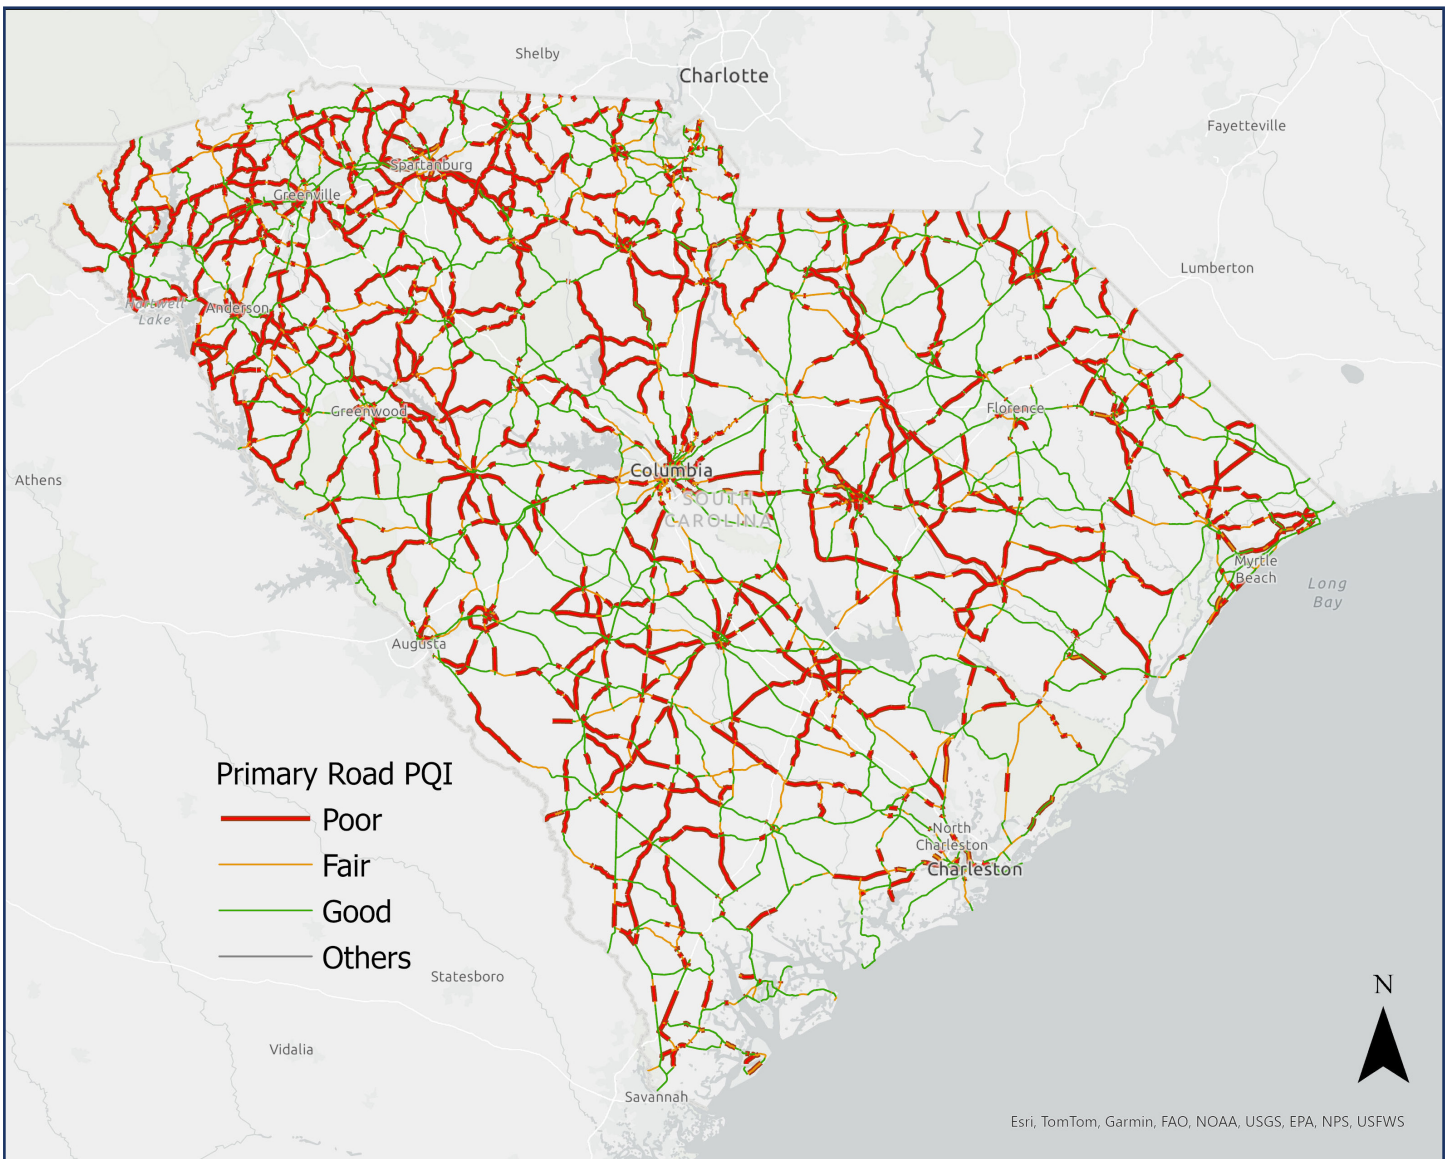 Shelby
Charlotte
Fayetteville
Spartanburg
Greenville
Lumberton
Hartwell
Lake
Anderson
Greenwood
Florence
Athens
Columbia
SOUTH
CAROLINA
Myrtle
Beach
Long
Bay
Augusta
Primary Road PQI
Poor
Fair
Good
Others
North
Charleston
Charleston
Statesboro
N
Vidalia
Savannah
Esri, TomTom, Garmin, FAO, NOAA, USGS, EPA, NPS, USFWS